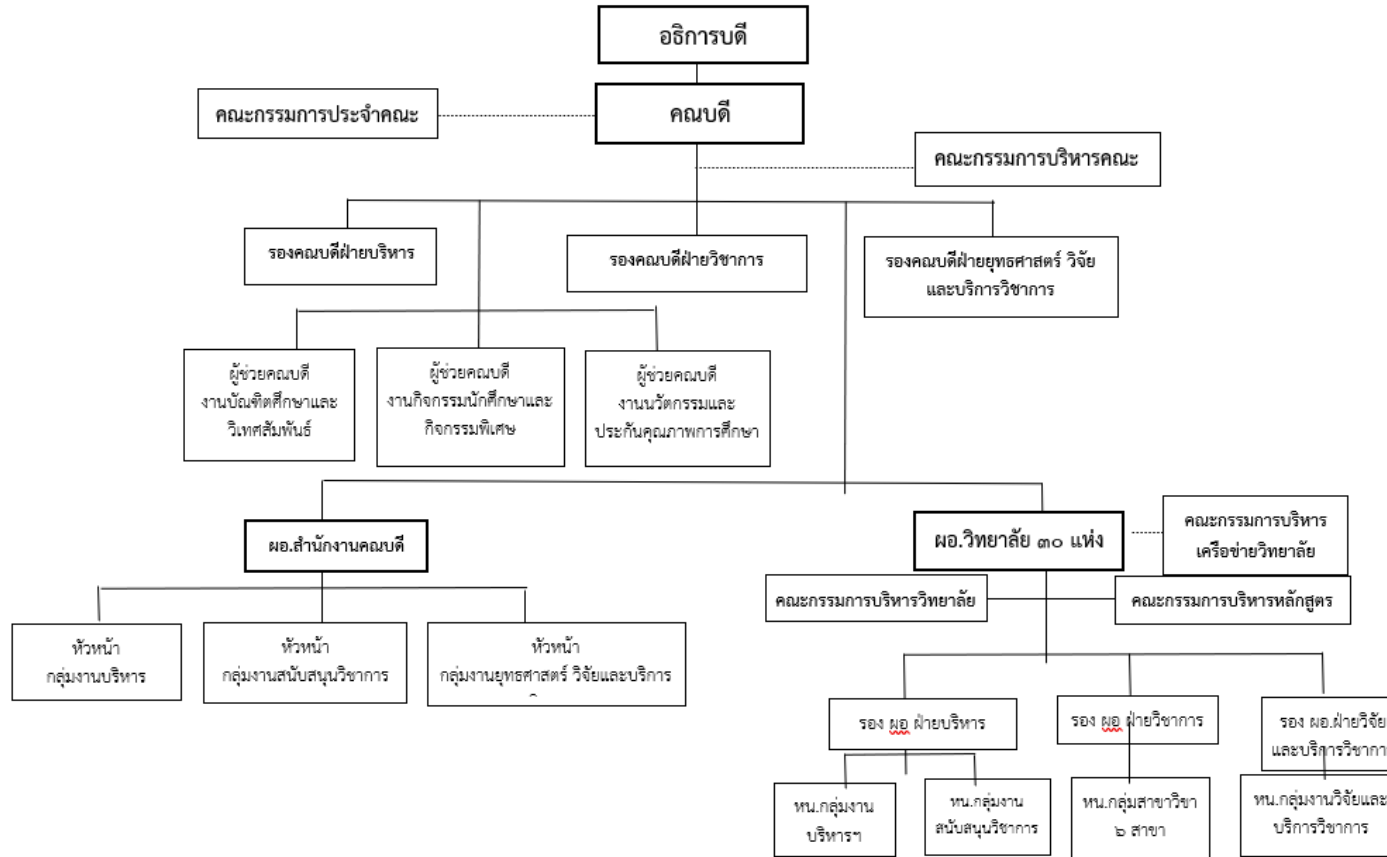 อธิการบดี
คณะกรรมการประจำคณะ
คณบดี
คณะกรรมการบริหารคณะ
รองคณบดีฝ่ายบริหาร
รองคณบดีฝ่ายวิชาการ
รองคณบดีฝ่ายยุทธศาสตร์ วิจัย
และบริการวิชาการ
ผู้ช่วยคณบดี
งานบัณฑิตศึกษาและ
วิเทศสัมพันธ์
ผู้ช่วยคณบดี
งานกิจกรรมนักศึกษาและ
กิจกรรมพิเศษ
ผู้ช่วยคณบดี
งานนวัตกรรมและ
ประกันคุณภาพการศึกษา
ผอ.สำนักงานคณบดี
ผอ.วิทยาลัย ๓๐ แห่ง
คณะกรรมการบริหาร
เครือข่ายวิทยาลัย
คณะกรรมการบริหารวิทยาลัย
คณะกรรมการบริหารหลักสูตร
หัวหน้า
กลุ่มงานบริหาร
หัวหน้า
กลุ่มงานสนับสนุนวิชาการ
หัวหน้า
กลุ่มงานยุทธศาสตร์ วิจัยและบริการ
รอง ผอ ฝ่ายบริหาร
รอง ผอ ฝ่ายวิชาการ
รอง ผอ.ฝ่ายวิจัย
และบริการวิชาการ
หน.กลุ่มงาน
บริหารฯ
หน.กลุ่มงาน
สนับสนุนวิชาการ
หน.กลุ่มสาขาวิขา
๖ สาขา
หน.กลุ่มงานวิจัยและ
บริการวิชาการ